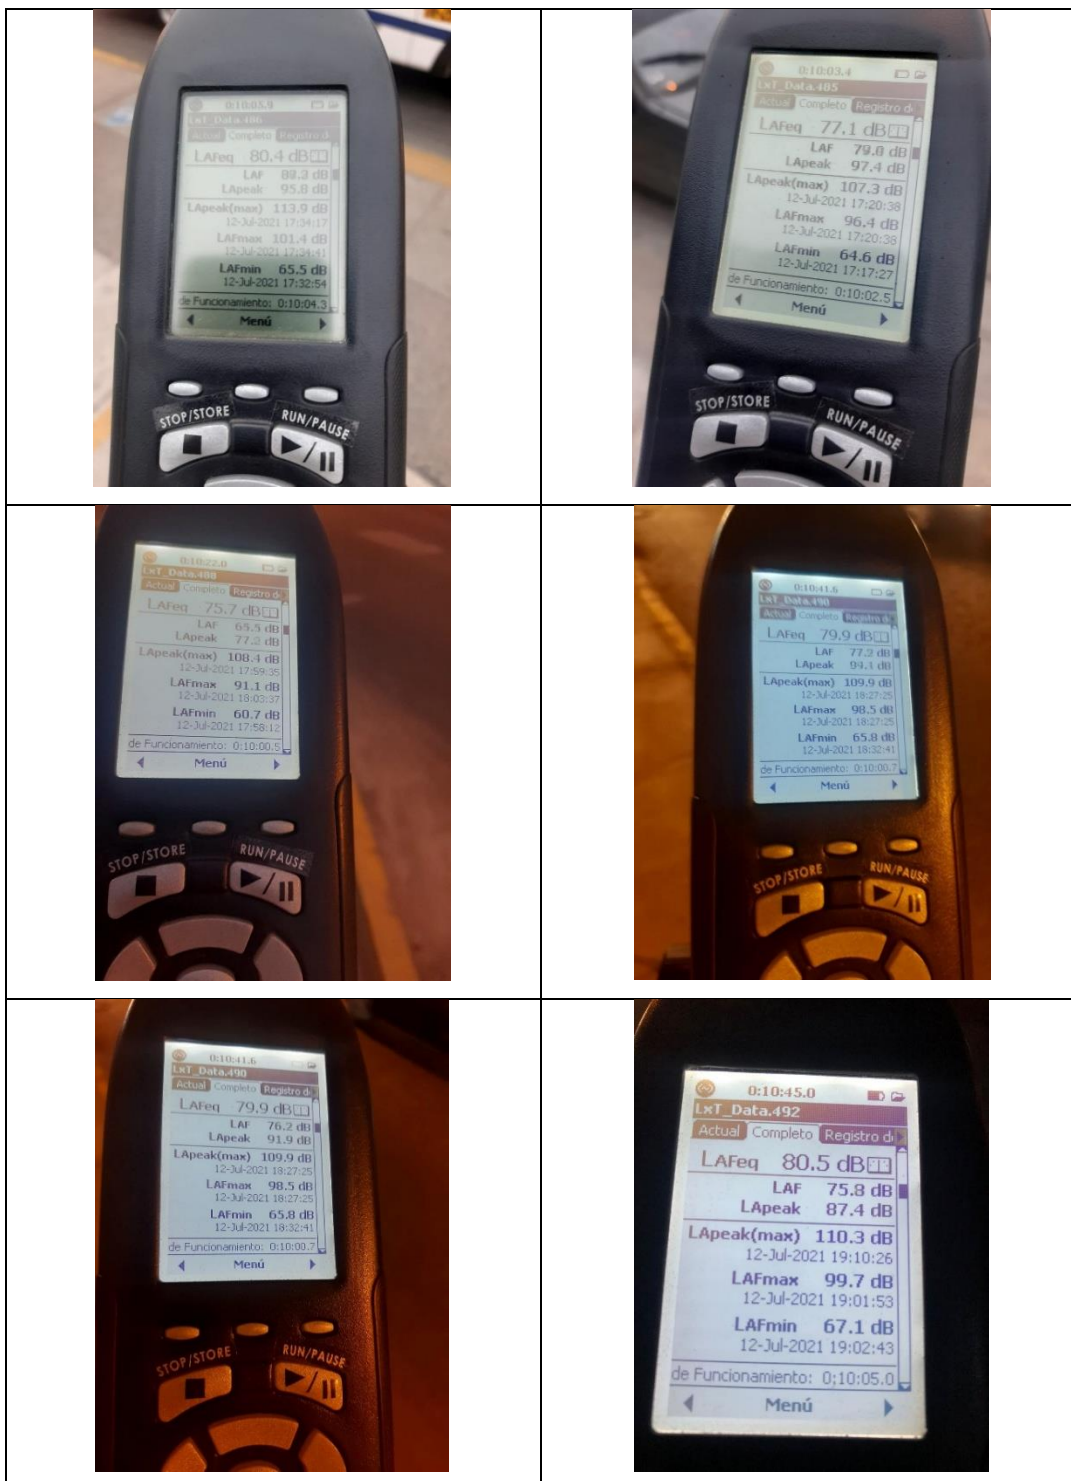 0:10:05.9
LxT_Data.486
Actual Completo Registro d
LAFeq 80.4 dB
LAF dB
LApeak 95.8 dB
LApeak(max) 113.9 dB
12-Jul-2021 17:34:17
LAFmax 101.4 dB
12-Jul-2021 17:34:41
LAFmin 65.5 dB
12-Jul-2021 17:32:54
de Funcionamiento: 0:10:04.3
Menú
STOP/STORE
RUN/PAUSE
0:10:03.4
LxT_Data.485
Actual Completo Registro de
LAFeq 77.1 dB
LAF dB
LApeak 97.4 dB
LApeak(max) 107.3 dB
12-Jul-2021 17:20:38
LAFmax 96.4 dB
12-Jul-2021 17:20:38
LAFmin 64.6 dB
12-Jul-2021 17:17:27
de Funcionamiento: 0:10:02.5
Menú
STOP/STORE
RUN/PAUSE
0:10:22.0
LxT_Data.488
Actual Completo Registro de
LAFeq 75.7 dB
LAF 65.5 dB
LApeak 77.2 dB
LApeak(max) 108.4 dB
12-Jul-2021 17:59:35
LAFmax 91.1 dB
12-Jul-2021 18:03:37
LAFmin 60.7 dB
12-Jul-2021 17:58:12
de Funcionamiento: 0:10:00.5
Menú
STOP/STORE
RUN/PAUSE
0:10:41.6
LxT_Data.490
Actual Completo Registro de
LAFeq 79.9 dB
LAF 77.2 dB
LApeak dB
LApeak(max) 109.9 dB
12-Jul-2021 18:27:25
LAFmax 98.5 dB
12-Jul-2021 18:27:25
LAFmin 65.8 dB
12-Jul-2021 18:32:41
de Funcionamiento: 0:10:00.7
Menú
STOP/STORE
RUN/PAUSE
0:10:41.6
LxT_Data.490
Actual Completo Registro d
LAFeq 79.9 dB
LAF 76.2 dB
LApeak 91.9 dB
LApeak(max) 109.9 dB
12-Jul-2021 18:27:25
LAFmax 98.5 dB
12-Jul-2021 18:27:25
LAFmin 65.8 dB
12-Jul-2021 18:32:41
de Funcionamiento: 0:10:00.7
Menú
STOP/STORE
RUN/PAUSE
0:10:45.0
LxT_Data.492
Actual Completo Registro d
LAFeq 80.5 dB
LAF 75.8 dB
LApeak 87.4 dB
LApeak(max) 110.3 dB
12-Jul-2021 19:10:26
LAFmax 99.7 dB
12-Jul-2021 19:01:53
LAFmin 67.1 dB
12-Jul-2021 19:02:43
de Funcionamiento: 0:10:05.0
Menú